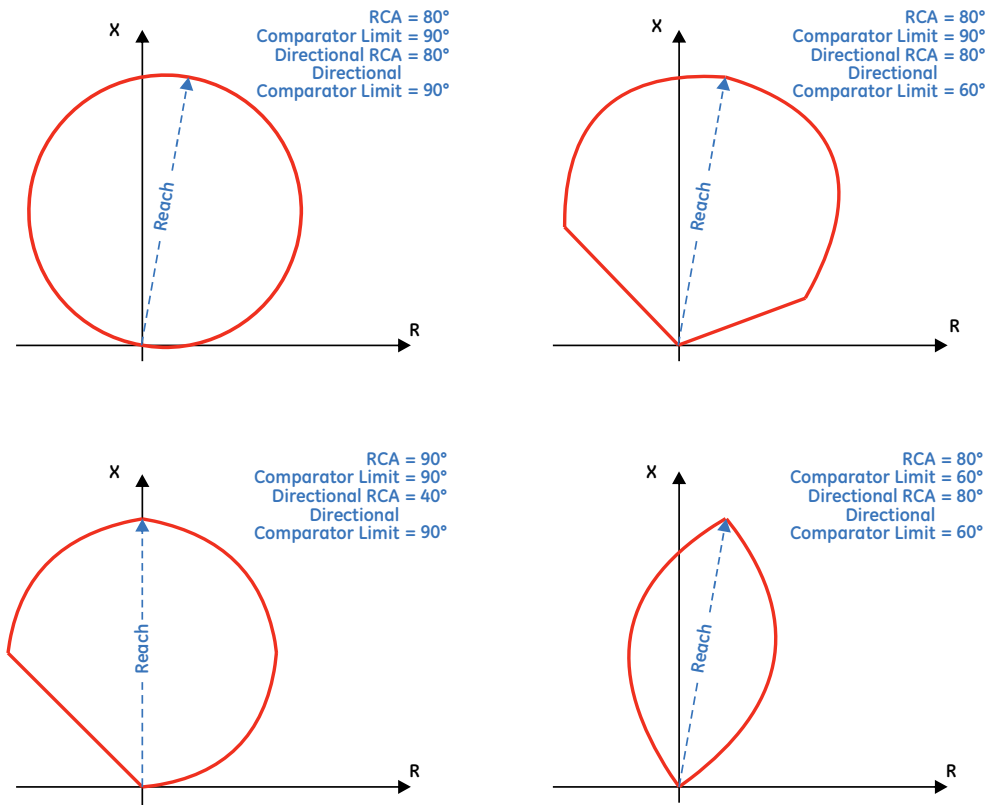 X
RCA = 80°
Comparator Limit = 90°
Directional RCA = 80°
Directional
Comparator Limit = 90°
Reach
R
X
RCA = 80°
Comparator Limit = 90°
Directional RCA = 80°
Directional
Comparator Limit = 60°
Reach
R
X
RCA = 90°
Comparator Limit = 90°
Directional RCA = 40°
Directional
Comparator Limit = 90°
Reach
R
X
RCA = 80°
Comparator Limit = 60°
Directional RCA = 80°
Directional
Comparator Limit = 60°
Reach
R